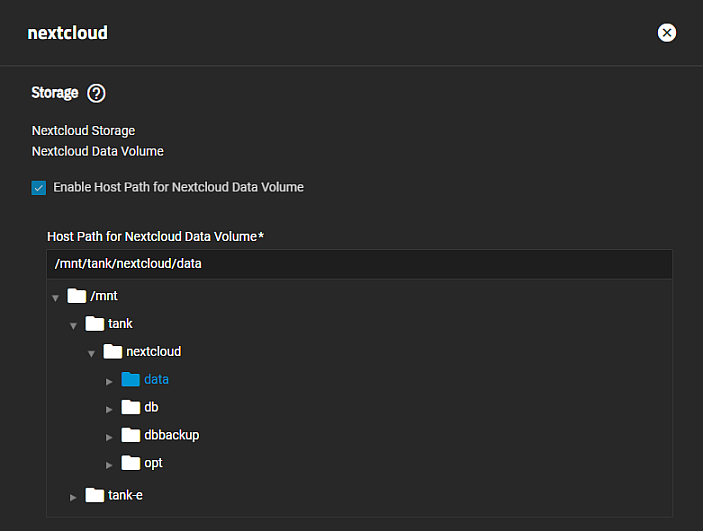 nextcloud
Storage
Nextcloud Storage
Nextcloud Data Volume
Enable Host Path for Nextcloud Data Volume
Host Path for Nextcloud Data Volume*
/mnt/tank/nextcloud/data
/mnt
tank
nextcloud
data
db
dbbackup
opt
tank-e